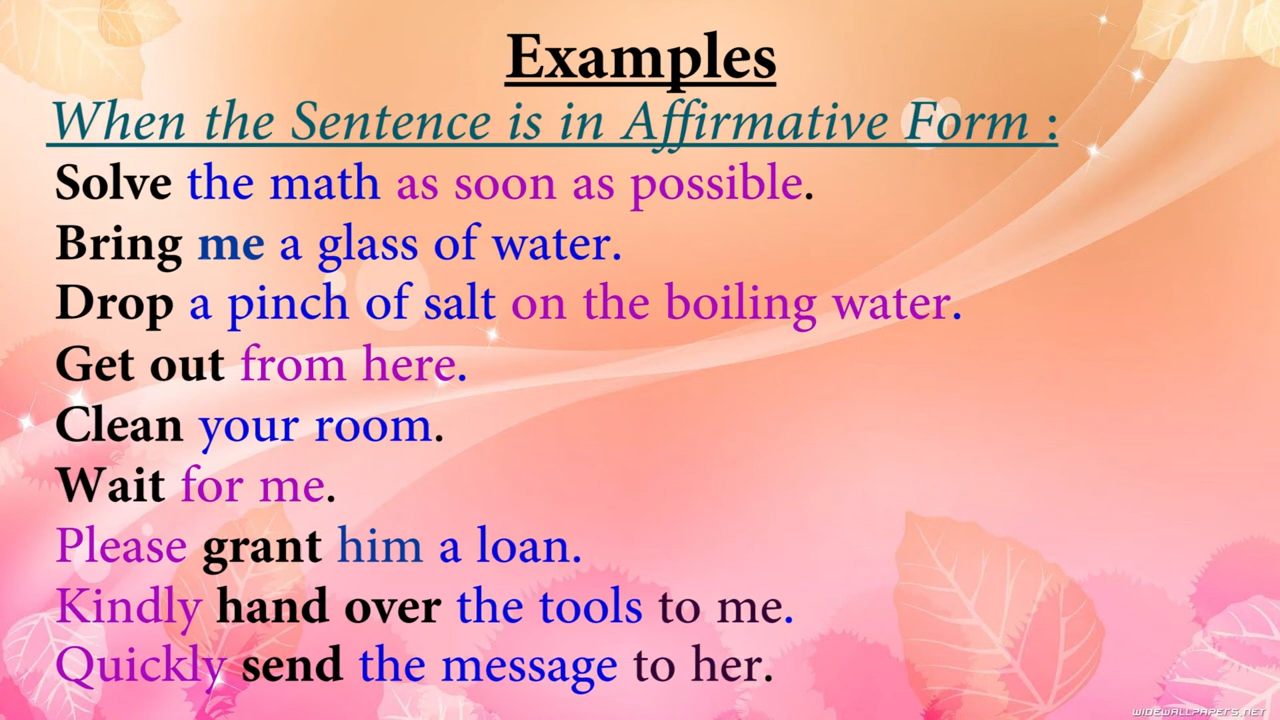 Examples
When the Sentence is in Affirmative Form :
Solve the math as soon as possible.
Bring me a glass of water.
Drop a pinch of salt on the boiling water.
Get out from here.
Clean your room.
Wait for me.
Please grant him a loan.
Kindly hand over the tools to me.
Quickly send the message to her.
WIDEWALLPAPERS.NET